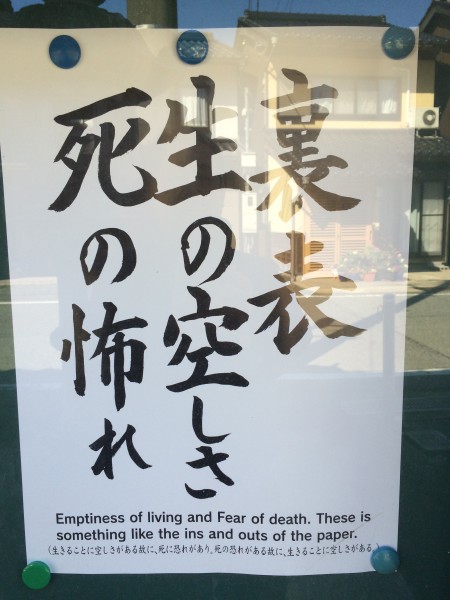 裏表
生の空しさ
死の怖れ
Emptiness of living and Fear of death. These is
something like the ins and outs of the paper.
(生きることに空しさがある故に、死に恐れがあり。死の恐れがある故に、生きることに空しさがある。)